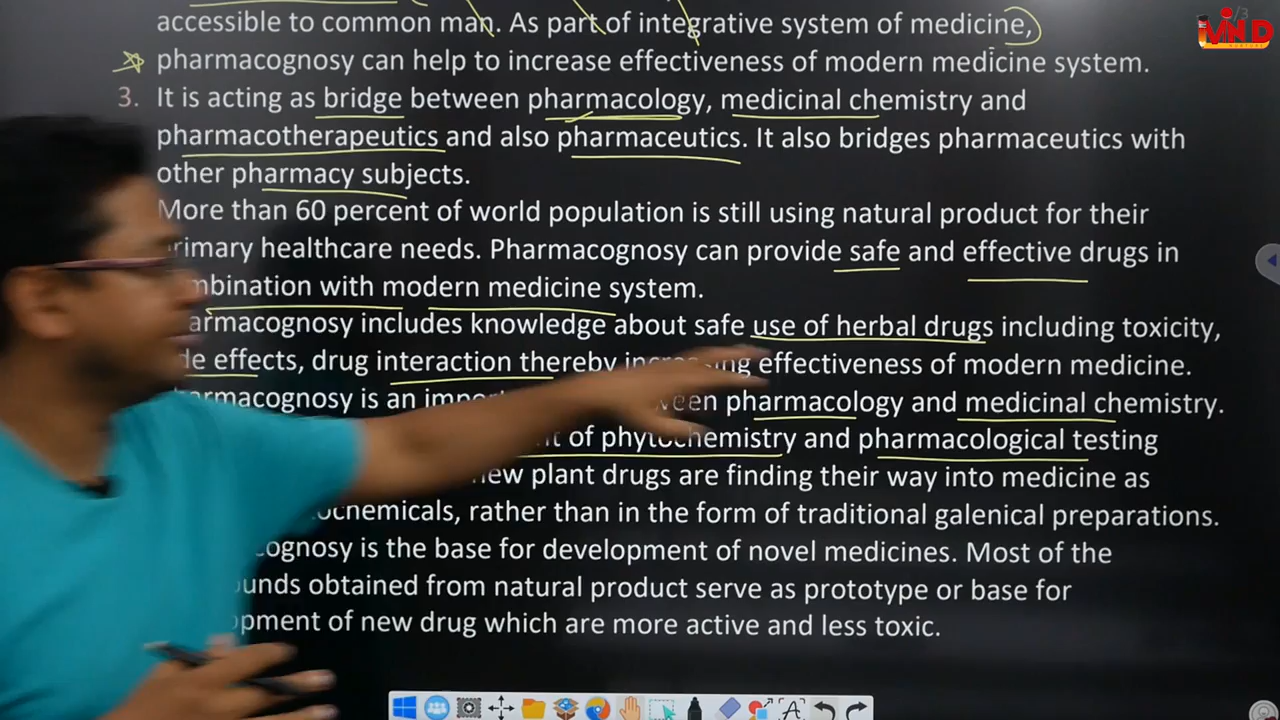 accessible to common man. As part of integrative system of medicine,
pharmacognosy can help to increase effectiveness of modern medicine system.
3. It is acting as bridge between pharmacology, medicinal chemistry and
pharmacotherapeutics and also pharmaceutics. It also bridges pharmaceutics with
other pharmacy subjects.
More than 60 percent of world population is still using natural product for their
rimary healthcare needs. Pharmacognosy can provide safe and effective drugs in
mbination with modern medicine system.
armacognosy includes knowledge about safe use of herbal drugs including toxicity,
de effects, drug interaction thereby increasing effectiveness of modern medicine.
armacognosy is an een pharmacology and medicinal chemistry.
t of phytochemistry and pharmacological testing
new plant drugs are finding their way into medicine as
ochemicals, rather than in the form of traditional galenical preparations.
ognosy is the base for development of novel medicines. Most of the
ounds obtained from natural product serve as prototype or base for
opment of new drug which are more active and less toxic.
/3
MIND